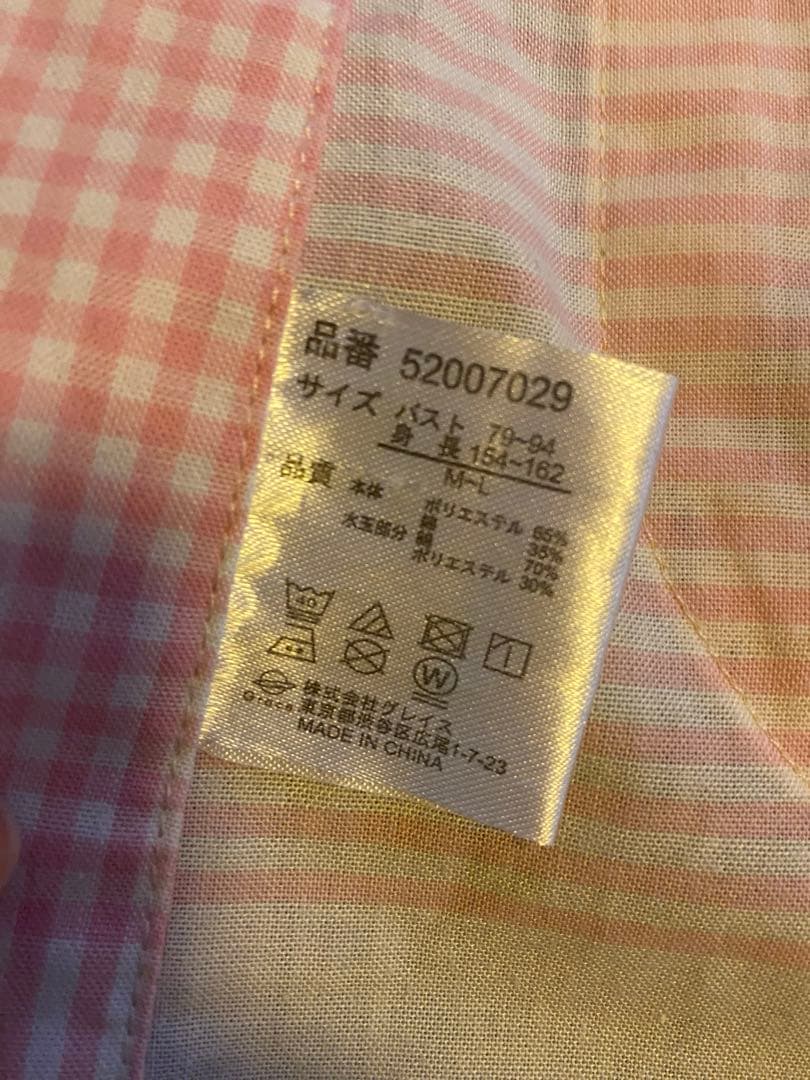 品番 52007029
サイズ バスト 79~94
身 長 154~162
M~L
品質 本体 ポリエステル 65%
綿 35%
水玉部分 綿 70%
ポリエステル 30%
W
株式会社グレイス
Grace 東京都渋谷区広尾1-7-23
MADE IN CHINA